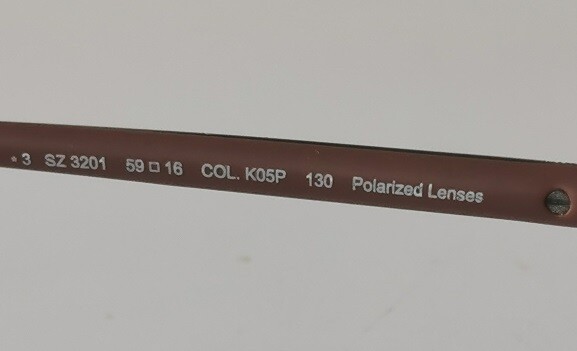 • 3 SZ 3201 59 □ 16 COL. K05P 130 Polarized Lenses